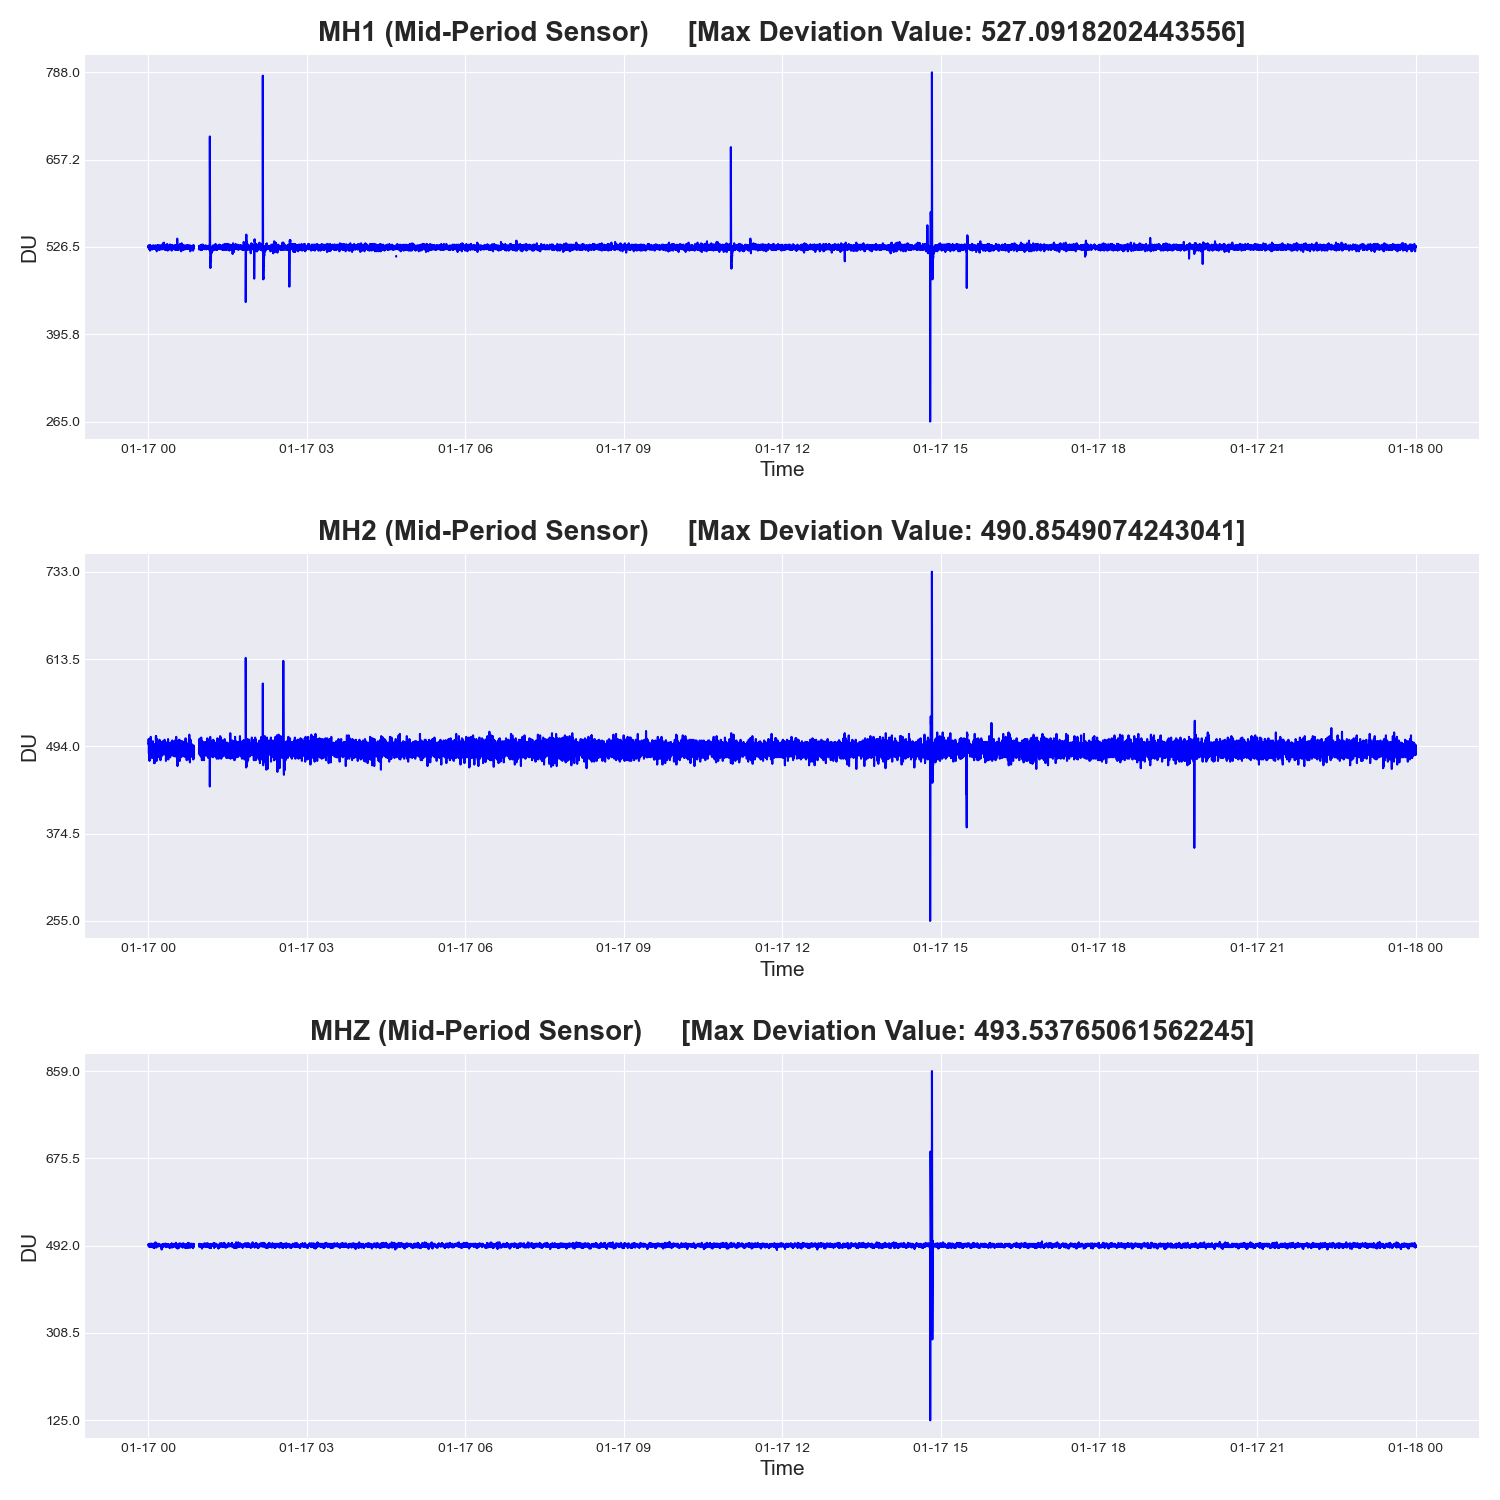 MH1 (Mid-Period Sensor) [Max Deviation Value: 527.0918202443556]
788.0
657.2
526.5
395.8
265.0
DU
01-17 00 01-17 03 01-17 06 01-17 09 01-17 12 01-17 15 01-17 18 01-17 21 01-18 00
Time
MH2 (Mid-Period Sensor) [Max Deviation Value: 490.8549074243041]
733.0
613.5
494.0
374.5
255.0
DU
01-17 00 01-17 03 01-17 06 01-17 09 01-17 12 01-17 15 01-17 18 01-17 21 01-18 00
Time
MHZ (Mid-Period Sensor) [Max Deviation Value: 493.53765061562245]
859.0
675.5
492.0
308.5
125.0
DU
01-17 00 01-17 03 01-17 06 01-17 09 01-17 12 01-17 15 01-17 18 01-17 21 01-18 00
Time